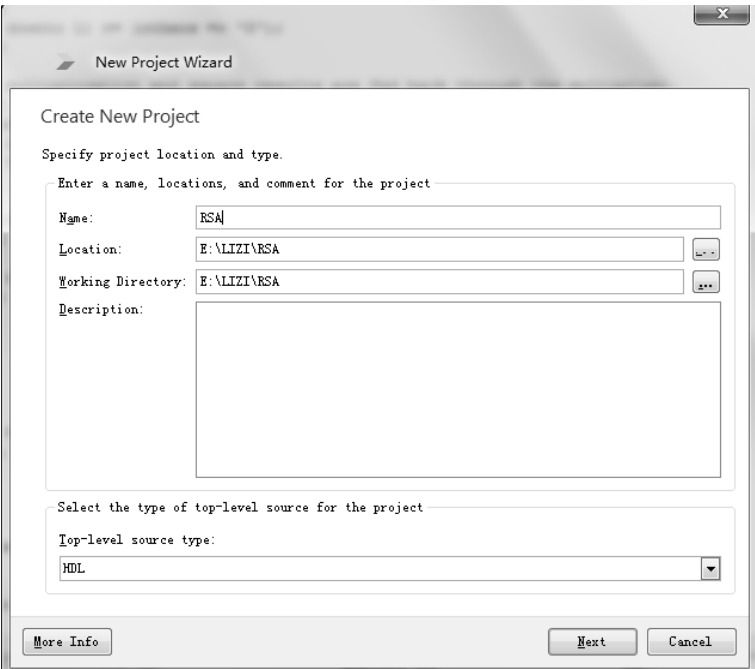 New Project Wizard
Create New Project
Specify project location and type.
Enter a name, locations, and comment for the project
Name: RSA
Location: E:\LIZI\RSA ...
Working Directory: E:\LIZI\RSA ...
Description:
Select the type of top-level source for the project
Top-level source type:
HDL
More Info Next Cancel